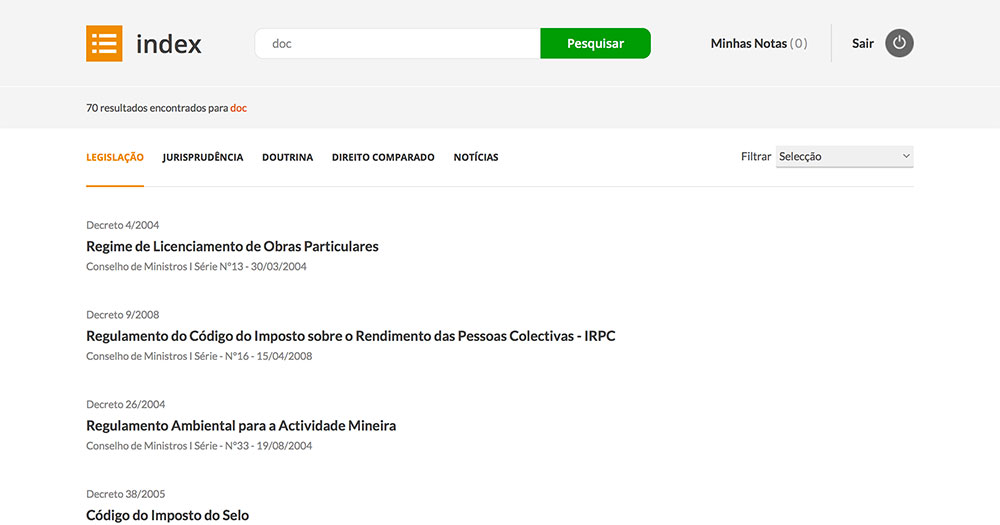 index
doc
Pesquisar
Minhas Notas (0)
Sair
70 resultados encontrados para doc
LEGISLAÇÃO JURISPRUDÊNCIA DOUTRINA DIREITO COMPARADO NOTÍCIAS
Filtrar Selecção
Decreto 4/2004
Regime de Licenciamento de Obras Particulares
Conselho de Ministros I Série Nº13 - 30/03/2004
Decreto 9/2008
Regulamento do Código do Imposto sobre o Rendimento das Pessoas Colectivas - IRPC
Conselho de Ministros I Série - Nº16 - 15/04/2008
Decreto 26/2004
Regulamento Ambiental para a Actividade Mineira
Conselho de Ministros I Série - Nº33 - 19/08/2004
Decreto 38/2005
Código do Imposto do Selo